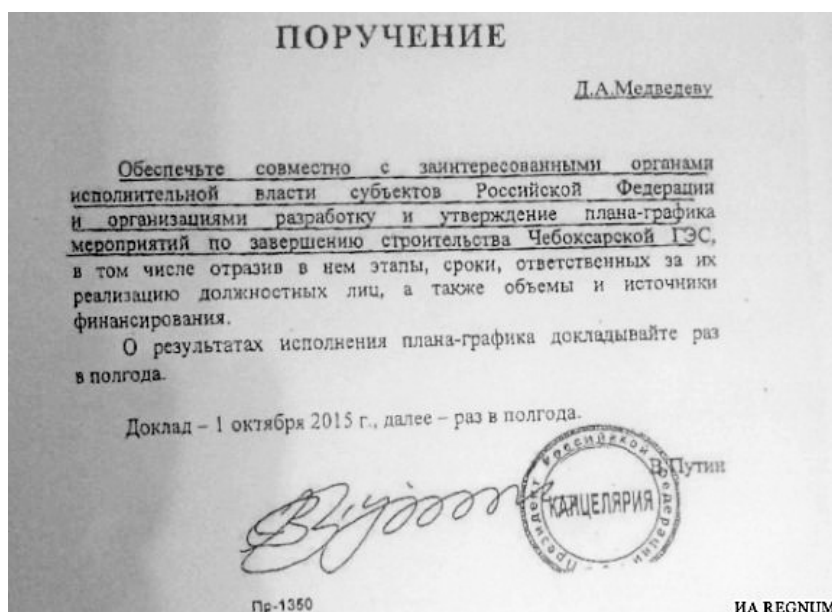 ПОРУЧЕНИЕ
Д.А.Медведеву
Обеспечьте совместно с заинтересованными органами
исполнительной власти субъектов Российской Федерации
и организациями разработку и утверждение плана-графика
мероприятий по завершению строительства Чебоксарской ГЭС,
в том числе отразив в нем этапы, сроки, ответственных за их
реализацию должностных лиц, а также объемы и источники
финансирования.
О результатах исполнения плана-графика докладывайте раз
в полгода.
Доклад – 1 октября 2015 г., далее – раз в полгода.
В.Путин
Президент Российской Федерации
КАНЦЕЛЯРИЯ
Пр-1350
ИА REGNUM